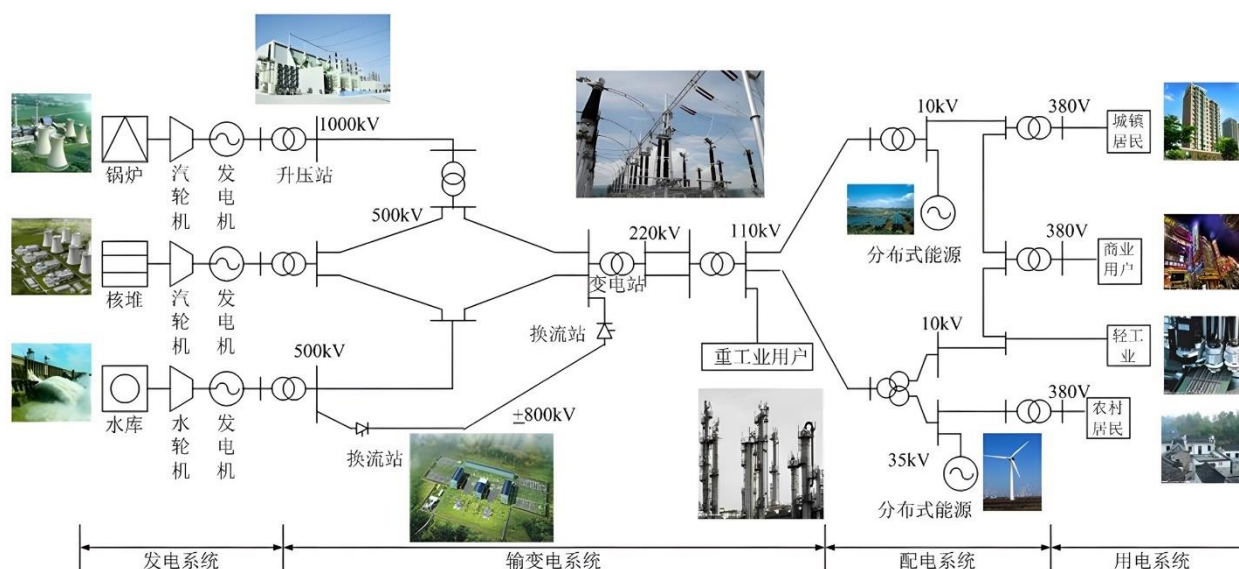 1000kV
10kV
380V
城镇
居民
锅炉
汽轮机
发电机
升压站
500kV
220kV
110kV
分布式能源
380V
商业
用户
变电站
核堆
汽轮机
发电机
换流站
10kV
轻工
业
重工业用户
500kV
380V
农村
居民
水库
水轮机
发电机
±800kV
换流站
35kV
分布式能源
发电系统
输变电系统
配电系统
用电系统